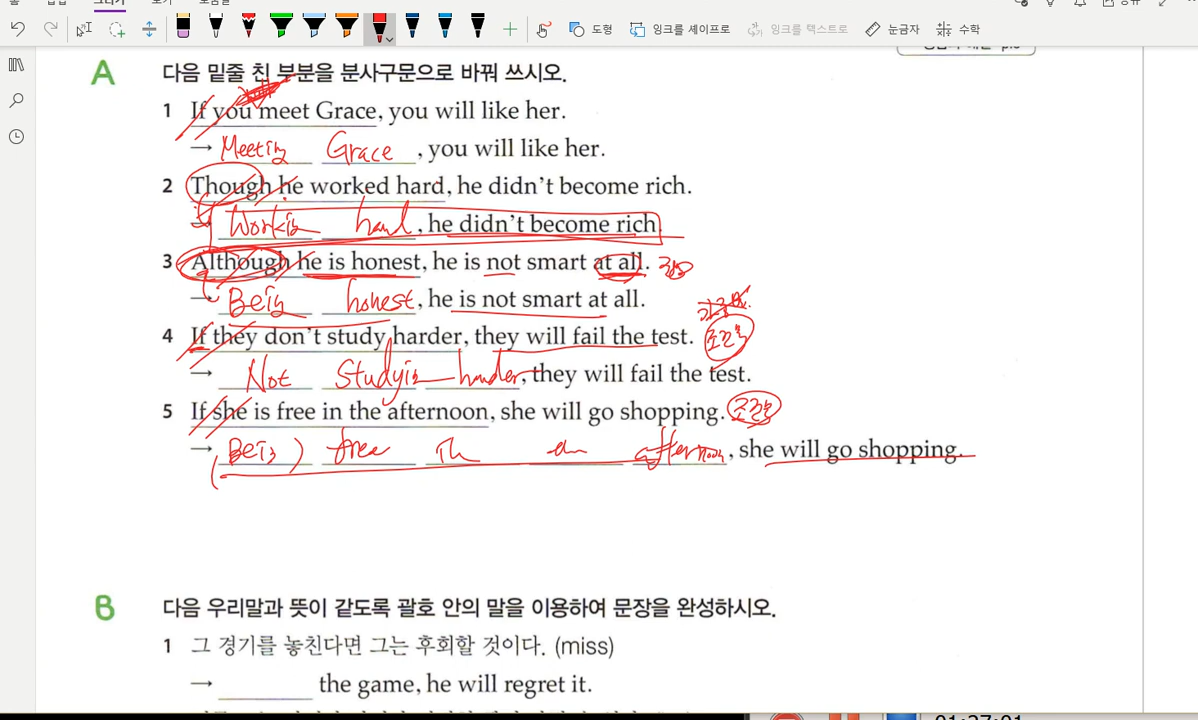 도형 잉크를 셰이프로 잉크를 텍스트로 눈금자 수학
A 다음 밑줄 친 부분을 분사구문으로 바꿔 쓰시오.
1 If you meet Grace, you will like her.
→ Meeting Grace, you will like her.
2 Though he worked hard, he didn't become rich.
→ Working hard, he didn't become rich.
3 Although he is honest, he is not smart at all.
→ Being honest, he is not smart at all.
4 If they don't study harder, they will fail the test. 조건
→ Not studying harder, they will fail the test.
5 If she is free in the afternoon, she will go shopping.
→ (Being) free in the afternoon, she will go shopping.
B 다음 우리말과 뜻이 같도록 괄호 안의 말을 이용하여 문장을 완성하시오.
1 그 경기를 놓친다면 그는 후회할 것이다. (miss)
→ the game, he will regret it.